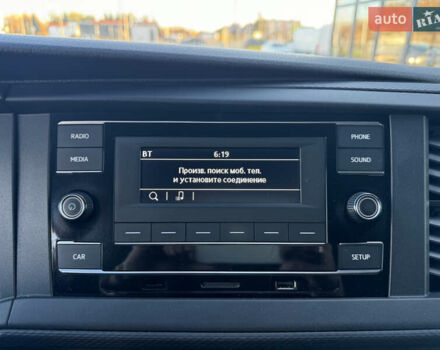 auto RIA
RADIO
MEDIA
BT 6:19
Произв. поиск моб. тел.
и установите соединение
PHONE
SOUND
CAR
SETUP